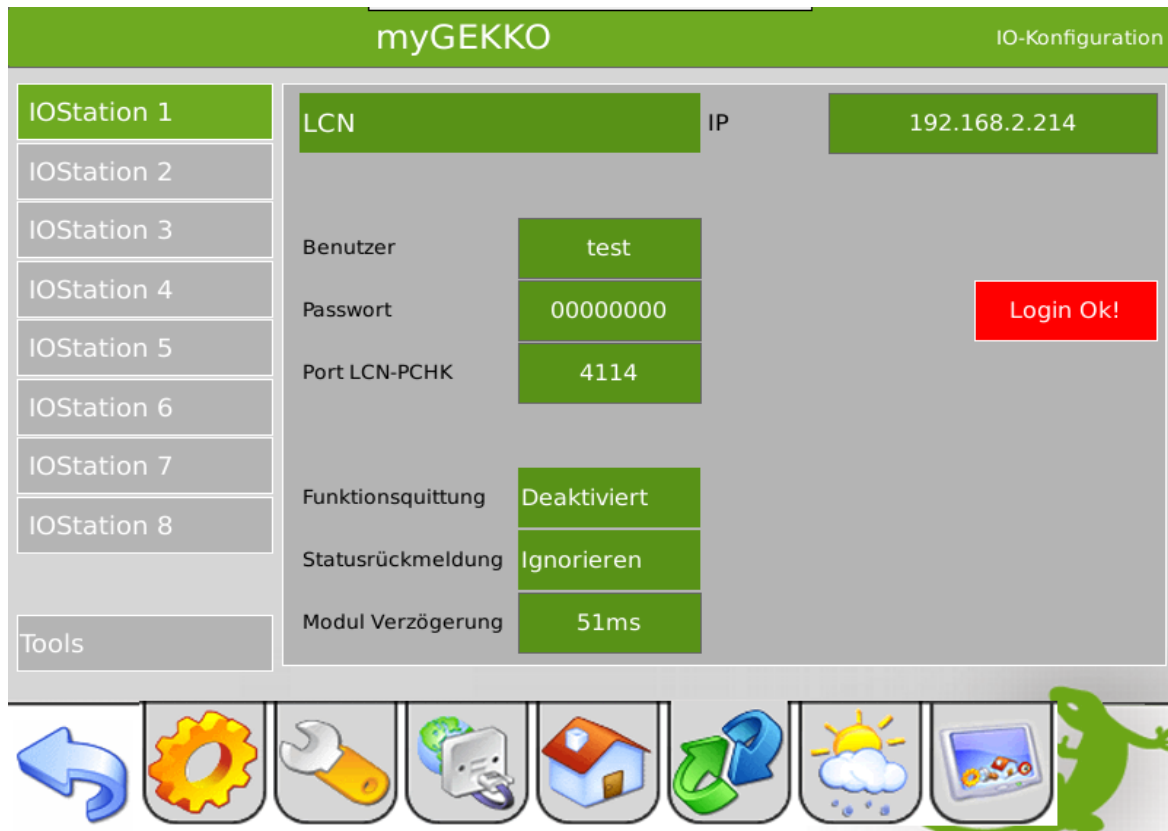 myGEKKO
IO-Konfiguration
IOStation 1
IOStation 2
IOStation 3
IOStation 4
IOStation 5
IOStation 6
IOStation 7
IOStation 8
Tools
LCN
IP
192.168.2.214
Benutzer
test
Passwort
00000000
Login Ok!
Port LCN-PCHK
4114
Funktionsquittung
Deaktiviert
Statusrückmeldung
Ignorieren
Modul Verzögerung
51ms